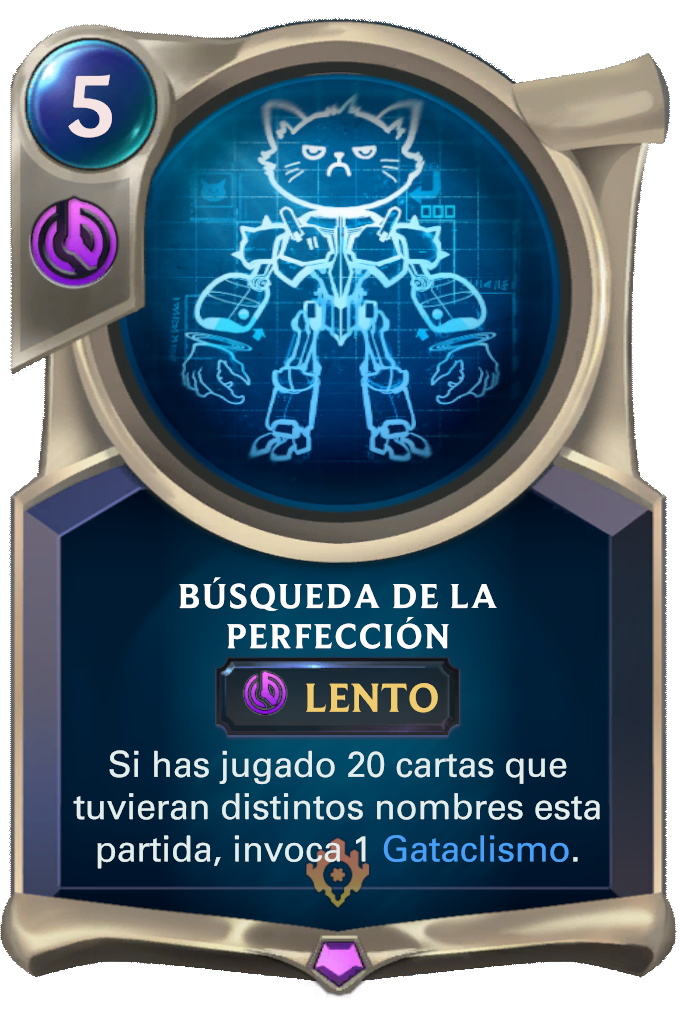 5
BÚSQUEDA DE LA
PERFECCIÓN
LENTO
Si has jugado 20 cartas que
tuvieran distintos nombres esta
partida, invoca 1 Gataclismo.